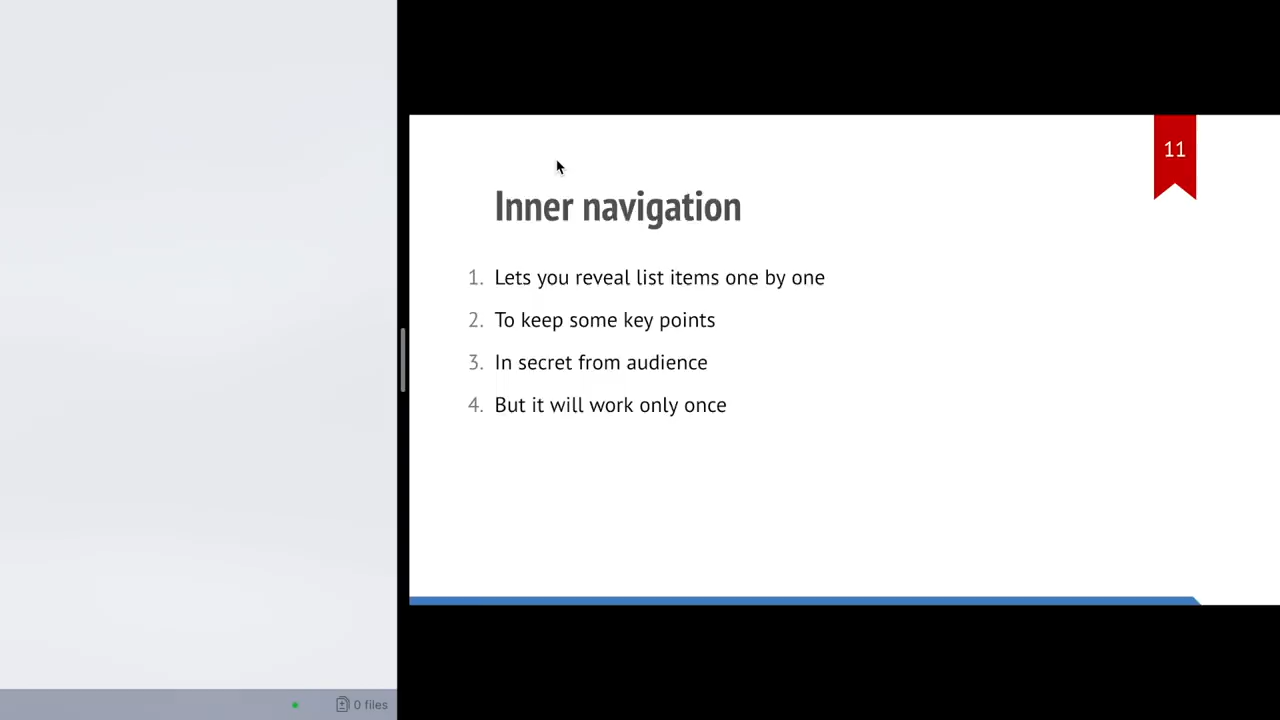 11
Inner navigation
1. Lets you reveal list items one by one
2. To keep some key points
3. In secret from audience
4. But it will work only once
0 files